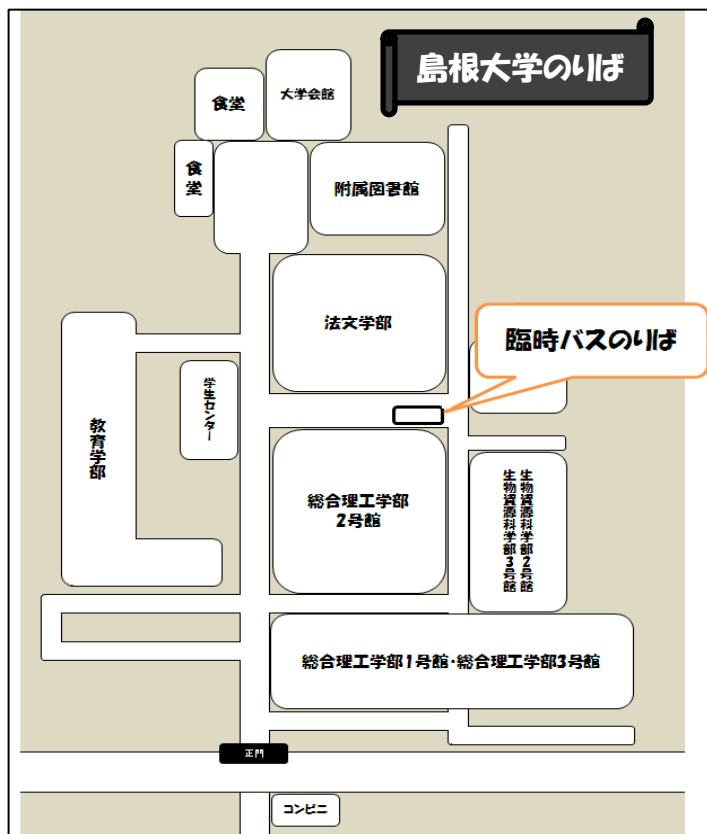 島根大学のりば
大学会館
食堂
食堂
附属図書館
法文学部
臨時バスのりば
学生センター
教育学部
総合理工学部
2号館
生物資源科学部2号館
生物資源科学部3号館
総合理工学部1号館・総合理工学部3号館
正門
コンビニ